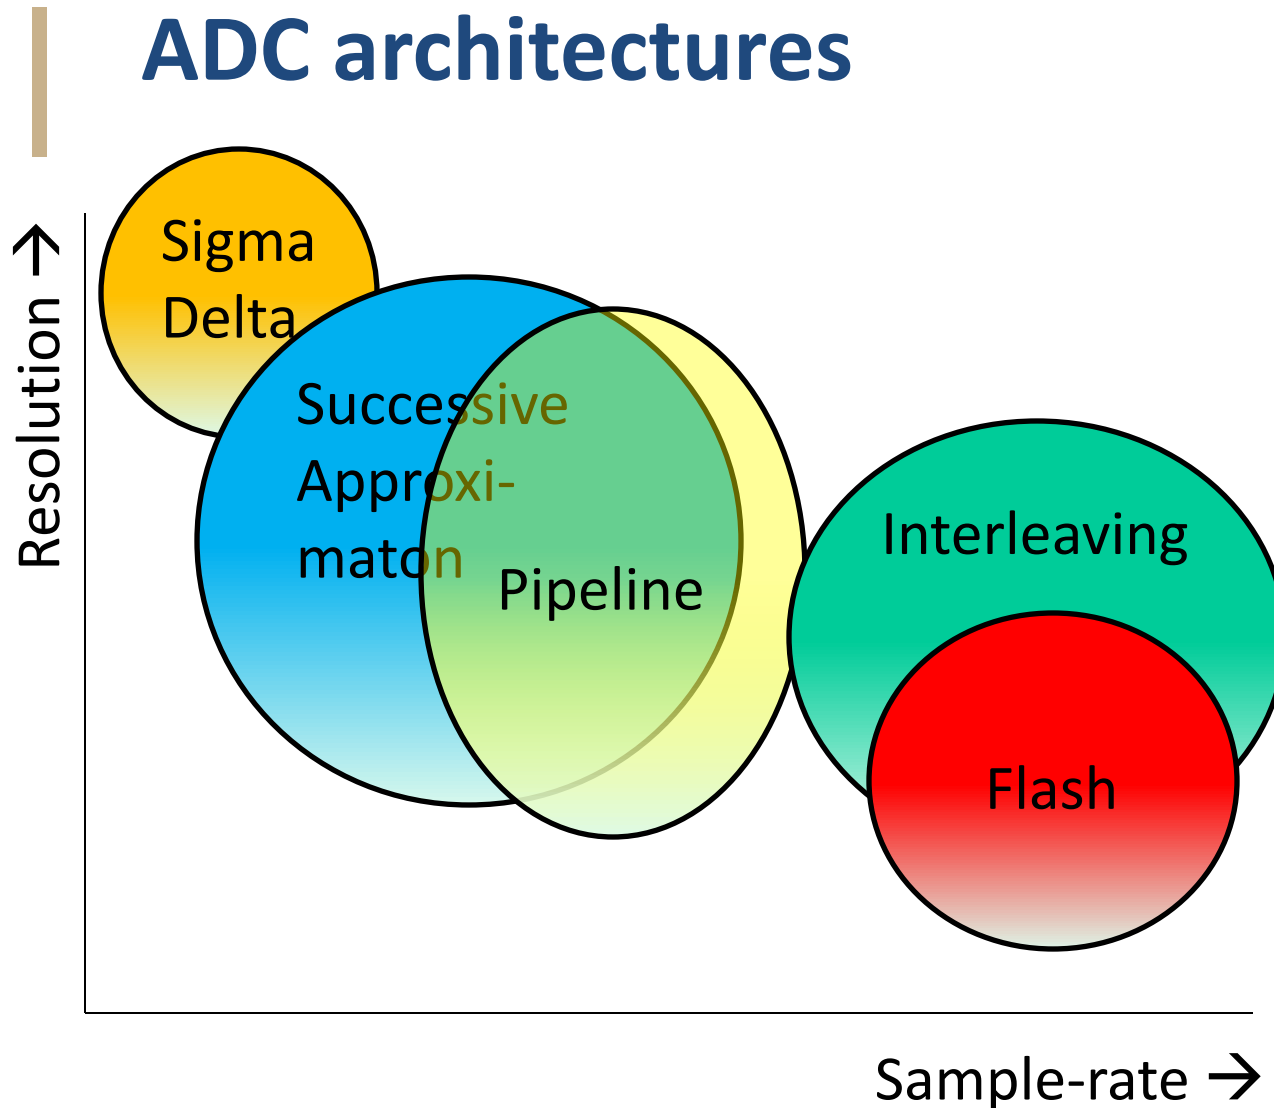 ADC architectures
Resolution →
Sigma
Delta
Successive
Approxi-
maton
Pipeline
Interleaving
Flash
Sample-rate →